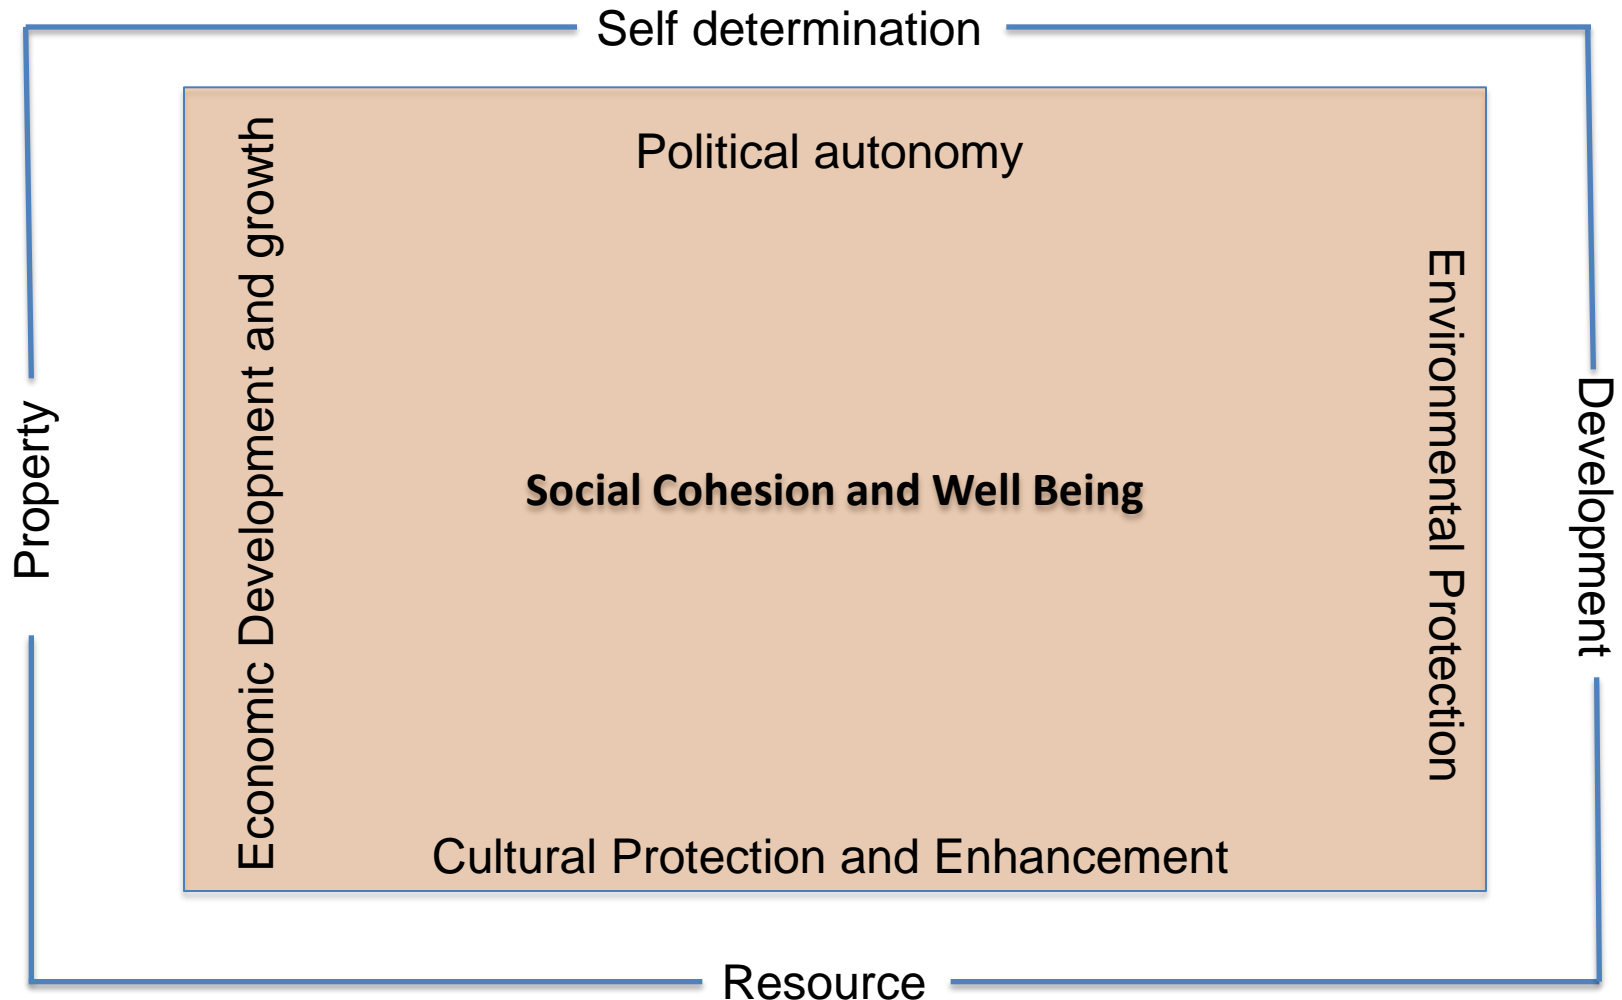 Self determination
Political autonomy
Property
Economic Development and growth
Social Cohesion and Well Being
Environmental Protection
Development
Cultural Protection and Enhancement
Resource